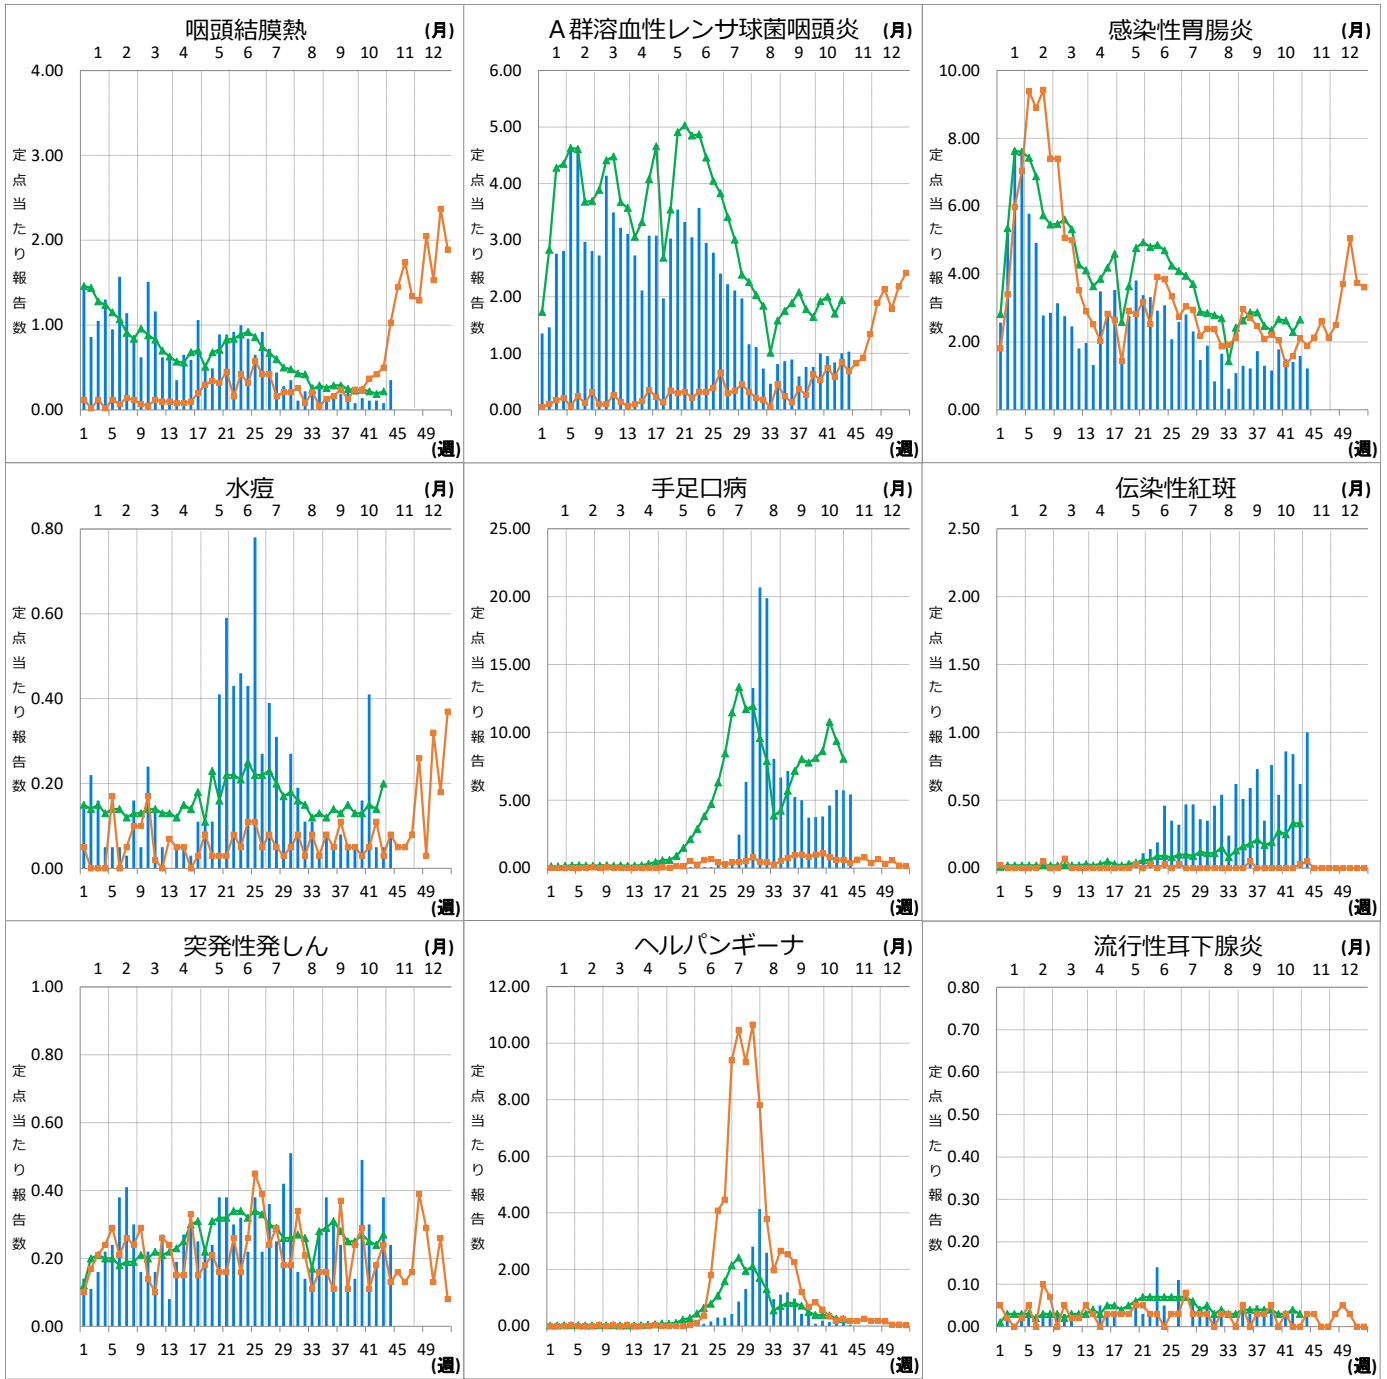 咽頭結膜熱 (月)
1 2 3 4 5 6 7 8 9 10 11 12
4.00
3.00
2.00
1.00
0.00
定点当たり報告数
1 5 9 13 17 21 25 29 33 37 41 45 49
(週)
A群溶血性レンサ球菌咽頭炎 (月)
1 2 3 4 5 6 7 8 9 10 11 12
6.00
5.00
4.00
3.00
2.00
1.00
0.00
定点当たり報告数
1 5 9 13 17 21 25 29 33 37 41 45 49
(週)
感染性胃腸炎 (月)
1 2 3 4 5 6 7 8 9 10 11 12
10.00
8.00
6.00
4.00
2.00
0.00
定点当たり報告数
1 5 9 13 17 21 25 29 33 37 41 45 49
(週)
水痘 (月)
1 2 3 4 5 6 7 8 9 10 11 12
0.80
0.60
0.40
0.20
0.00
定点当たり報告数
1 5 9 13 17 21 25 29 33 37 41 45 49
(週)
手足口病 (月)
1 2 3 4 5 6 7 8 9 10 11 12
25.00
20.00
15.00
10.00
5.00
0.00
定点当たり報告数
1 5 9 13 17 21 25 29 33 37 41 45 49
(週)
伝染性紅斑 (月)
1 2 3 4 5 6 7 8 9 10 11 12
2.50
2.00
1.50
1.00
0.50
0.00
定点当たり報告数
1 5 9 13 17 21 25 29 33 37 41 45 49
(週)
突発性発しん (月)
1 2 3 4 5 6 7 8 9 10 11 12
1.00
0.80
0.60
0.40
0.20
0.00
定点当たり報告数
1 5 9 13 17 21 25 29 33 37 41 45 49
(週)
ヘルパンギーナ (月)
1 2 3 4 5 6 7 8 9 10 11 12
12.00
10.00
8.00
6.00
4.00
2.00
0.00
定点当たり報告数
1 5 9 13 17 21 25 29 33 37 41 45 49
(週)
流行性耳下腺炎 (月)
1 2 3 4 5 6 7 8 9 10 11 12
0.80
0.70
0.60
0.50
0.40
0.30
0.20
0.10
0.00
定点当たり報告数
1 5 9 13 17 21 25 29 33 37 41 45 49
(週)